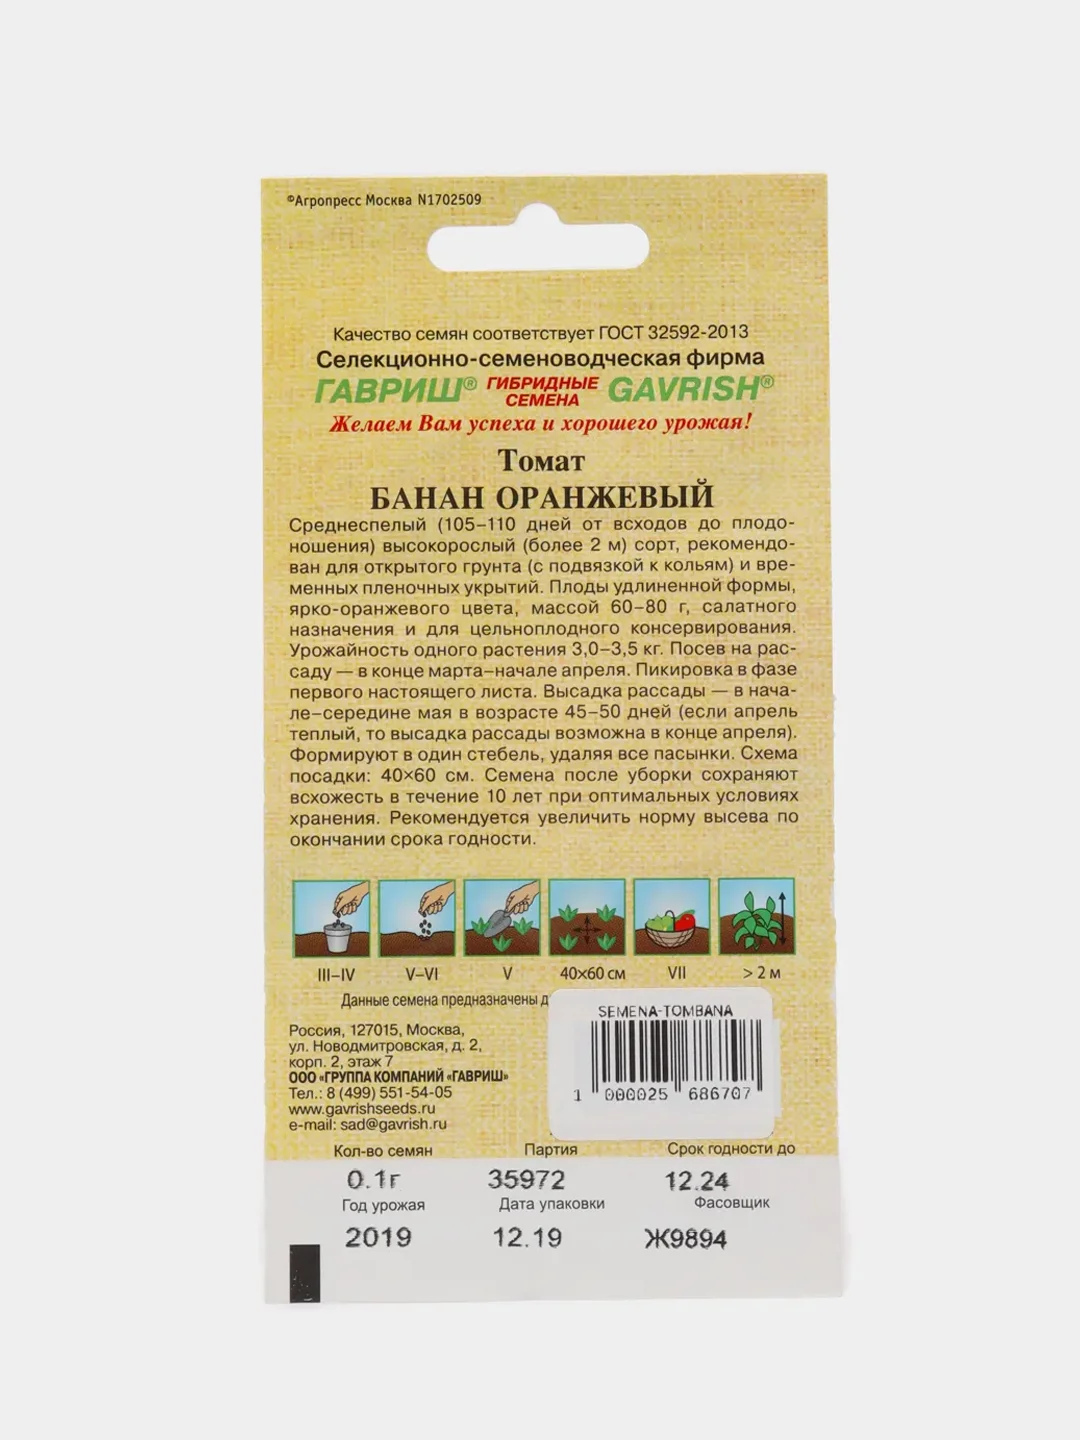 ©Агропресс Москва N1702509
Качество семян соответствует ГОСТ 32592-2013
Селекционно-семеноводческая фирма
ГАВРИШ® ГИБРИДНЫЕ СЕМЕНА GAVRISH®
Желаем Вам успеха и хорошего урожая!
Томат
БАНАН ОРАНЖЕВЫЙ
Среднеспелый (105–110 дней от всходов до плодо-
ношения) высокорослый (более 2 м) сорт, рекомендо-
ван для открытого грунта (с подвязкой к кольям) и вре-
менных пленочных укрытий. Плоды удлиненной формы,
ярко-оранжевого цвета, массой 60–80 г, салатного
назначения и для цельноплодного консервирования.
Урожайность одного растения 3,0–3,5 кг. Посев на рас-
саду — в конце марта–начале апреля. Пикировка в фазе
первого настоящего листа. Высадка рассады — в нача-
ле–середине мая в возрасте 45–50 дней (если апрель
теплый, то высадка рассады возможна в конце апреля).
Формируют в один стебель, удаляя все пасынки. Схема
посадки: 40×60 см. Семена после уборки сохраняют
всхожесть в течение 10 лет при оптимальных условиях
хранения. Рекомендуется увеличить норму высева по
окончании срока годности.
III–IV V–VI V 40×60 см VII > 2 м
Данные семена предназначены д
SEMENA-TOMBANA
1 000025 686707
Россия, 127015, Москва,
ул. Новодмитровская, д. 2,
корп. 2, этаж 7
ООО «ГРУППА КОМПАНИЙ «ГАВРИШ»
Тел.: 8 (499) 551-54-05
www.gavrishseeds.ru
e-mail: sad@gavrish.ru
Кол-во семян Партия Срок годности до
0.1г 35972 12.24
Год урожая Дата упаковки Фасовщик
2019 12.19 Ж9894